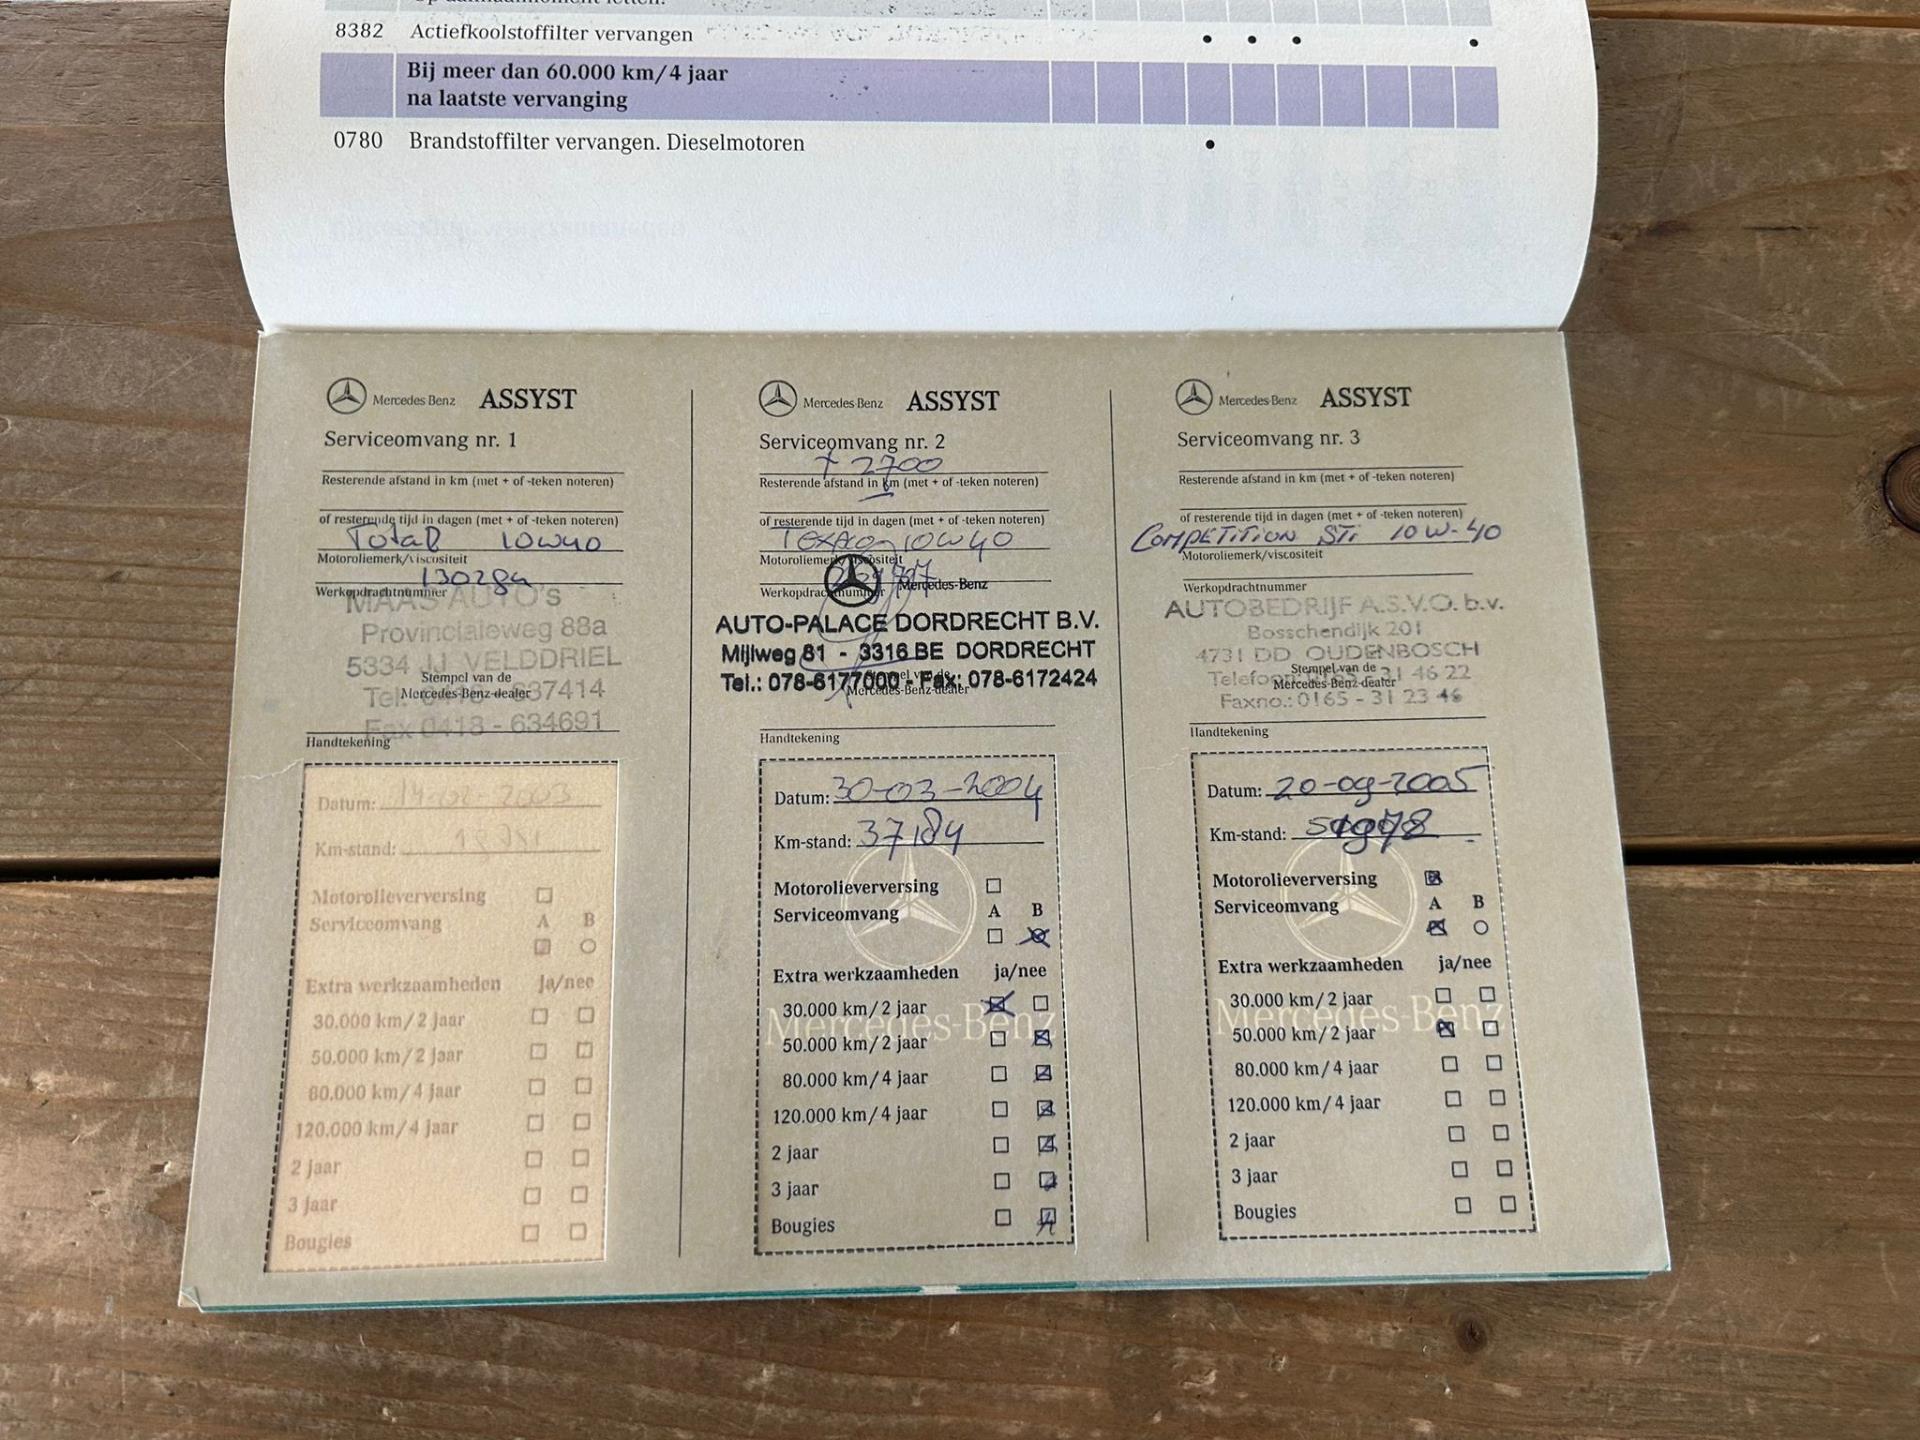 8382 Actiefkoolstoffilter vervangen
Bij meer dan 60.000 km/4 jaar
na laatste vervanging
0780 Brandstoffilter vervangen. Dieselmotoren
Mercedes Benz ASSYST
Serviceomvang nr. 1
Resterende afstand in km (met + of -teken noteren)
of resterende tijd in dagen (met + of -teken noteren)
Total 10W40
Motoroliemerk/viscositeit
Werkopdrachtnummer
MAAS AUTO's
Provincialeweg 88a
5334 JJ VELDDRIEL
Stempel van de
Mercedes-Benz-dealer
Fax 0418 - 634691
Handtekening
Datum: 14-02-2003
Km-stand:
Motorolieverversing
Serviceomvang A B
Extra werkzaamheden ja/nee
30.000 km/2 jaar
50.000 km/2 jaar
80.000 km/4 jaar
120.000 km/4 jaar
2 jaar
3 jaar
Bougies
Mercedes Benz ASSYST
Serviceomvang nr. 2
+ 2700
Resterende afstand in km (met + of -teken noteren)
of resterende tijd in dagen (met + of -teken noteren)
Texaco 10W40
Motoroliemerk/viscositeit
Werkopdrachtnummer
Mercedes-Benz
AUTO-PALACE DORDRECHT B.V.
Mijlweg 81 - 3316 BE DORDRECHT
Tel.: 078-6177000 - Fax: 078-6172424
Stempel van de
Mercedes-Benz-dealer
Handtekening
Datum: 30-03-2004
Km-stand: 37184
Motorolieverversing
Serviceomvang A B
Extra werkzaamheden ja/nee
30.000 km/2 jaar
Mercedes-Benz
50.000 km/2 jaar
80.000 km/4 jaar
120.000 km/4 jaar
2 jaar
3 jaar
Bougies
Mercedes-Benz ASSYST
Serviceomvang nr. 3
Resterende afstand in km (met + of -teken noteren)
of resterende tijd in dagen (met + of -teken noteren)
COMPETITION STi 10W-40
Motoroliemerk/viscositeit
Werkopdrachtnummer
AUTOBEDRIJF A.S.V.O. b.v.
Bosschendijk 201
4731 DD OUDENBOSCH
Stempel van de
Mercedes-Benz-dealer
Faxno.: 0165 - 31 23 46
Handtekening
Datum: 20-09-2005
Km-stand:
Motorolieverversing
Serviceomvang A B
Extra werkzaamheden ja/nee
30.000 km/2 jaar
Mercedes-Benz
50.000 km/2 jaar
80.000 km/4 jaar
120.000 km/4 jaar
2 jaar
3 jaar
Bougies